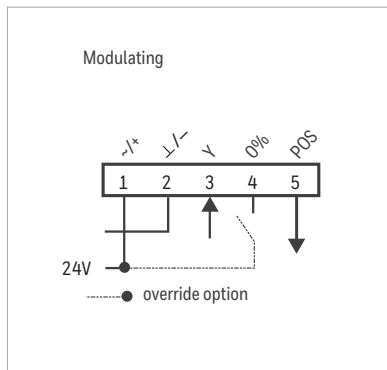 Modulating
~/+ ⊥/− Y 0% POS
1 2 3 4 5
24V
override option